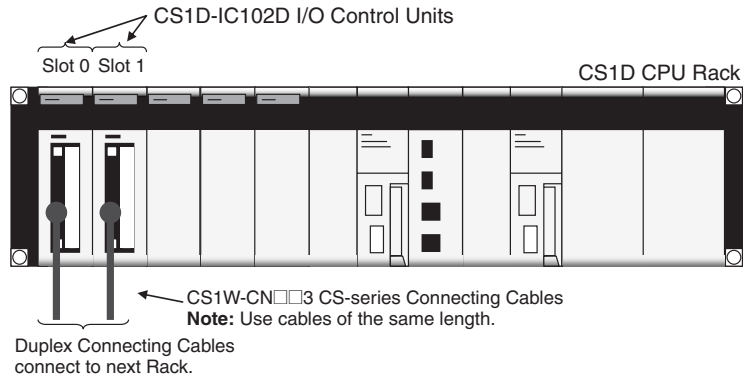 CS1D-IC102D I/O Control Units
Slot 0 Slot 1
CS1D CPU Rack
CS1W-CN□□3 CS-series Connecting Cables
Note: Use cables of the same length.
Duplex Connecting Cables
connect to next Rack.